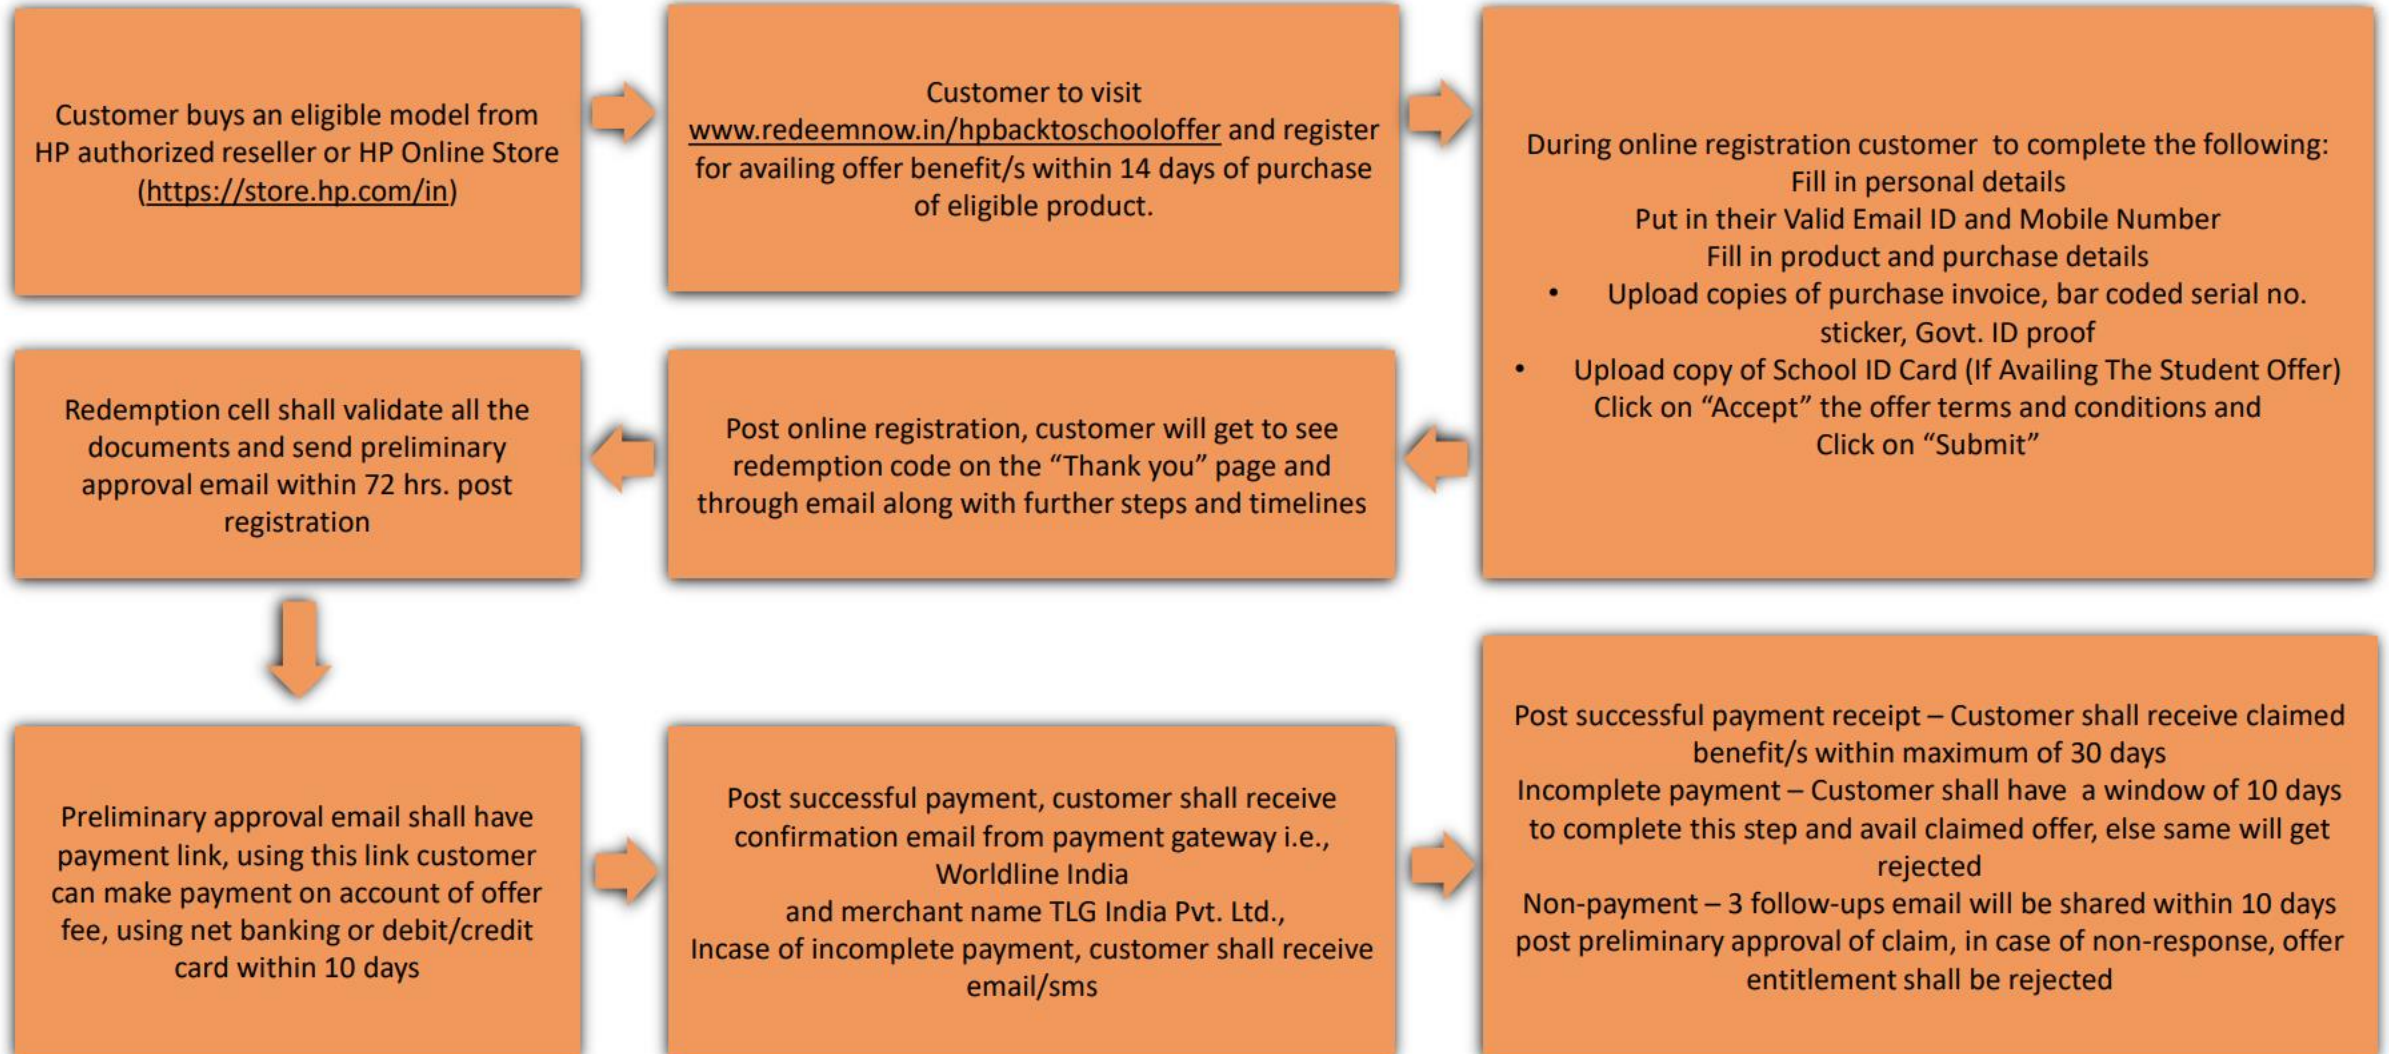 Customer buys an eligible model from
HP authorized reseller or HP Online Store
(https://store.hp.com/in)
Customer to visit
www.redeemnow.in/hpbacktoschooloffer and register
for availing offer benefit/s within 14 days of purchase
of eligible product.
During online registration customer to complete the following:
Fill in personal details
Put in their Valid Email ID and Mobile Number
Fill in product and purchase details
• Upload copies of purchase invoice, bar coded serial no.
sticker, Govt. ID proof
• Upload copy of School ID Card (If Availing The Student Offer)
Click on “Accept” the offer terms and conditions and
Click on “Submit”
Post online registration, customer will get to see
redemption code on the “Thank you” page and
through email along with further steps and timelines
Redemption cell shall validate all the
documents and send preliminary
approval email within 72 hrs. post
registration
Preliminary approval email shall have
payment link, using this link customer
can make payment on account of offer
fee, using net banking or debit/credit
card within 10 days
Post successful payment, customer shall receive
confirmation email from payment gateway i.e.,
Worldline India
and merchant name TLG India Pvt. Ltd.,
Incase of incomplete payment, customer shall receive
email/sms
Post successful payment receipt – Customer shall receive claimed
benefit/s within maximum of 30 days
Incomplete payment – Customer shall have a window of 10 days
to complete this step and avail claimed offer, else same will get
rejected
Non-payment – 3 follow-ups email will be shared within 10 days
post preliminary approval of claim, in case of non-response, offer
entitlement shall be rejected